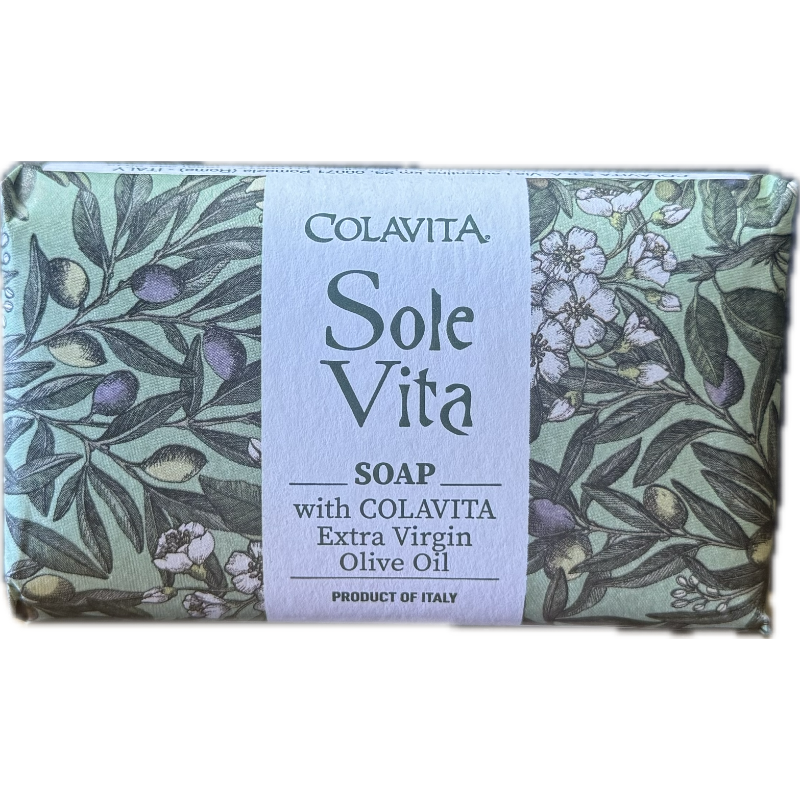 COLAVITA
Sole
Vita
SOAP
with COLAVITA
Extra Virgin
Olive Oil
PRODUCT OF ITALY